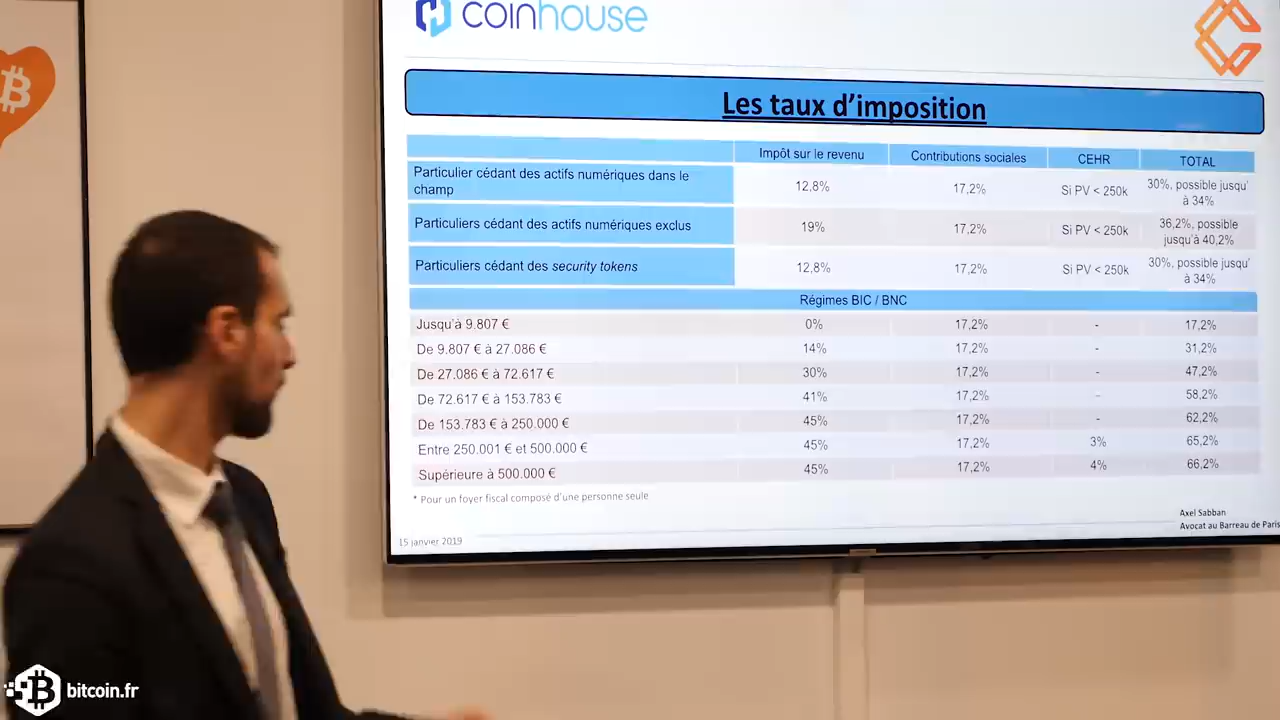 coinhouse
Les taux d'imposition
Impôt sur le revenu Contributions sociales CEHR TOTAL
Particulier cédant des actifs numériques dans le
champ
12,8% 17,2% Si PV < 250k 30%, possible jusqu'
à 34%
Particuliers cédant des actifs numériques exclus 19% 17,2% Si PV < 250k 36,2%, possible
jusqu'à 40,2%
Particuliers cédant des security tokens 12,8% 17,2% Si PV < 250k 30%, possible jusqu'
à 34%
Régimes BIC / BNC
Jusqu'à 9.807 € 0% 17,2% - 17,2%
De 9.807 € à 27.086 € 14% 17,2% - 31,2%
De 27.086 € à 72.617 € 30% 17,2% - 47,2%
De 72.617 € à 153.783 € 41% 17,2% - 58,2%
De 153.783 € à 250.000 € 45% 17,2% - 62,2%
Entre 250.001 € et 500.000 € 45% 17,2% 3% 65,2%
Supérieure à 500.000 € 45% 17,2% 4% 66,2%
* Pour un foyer fiscal composé d'une personne seule
Axel Sabban
Avocat au Barreau de Paris
15 janvier 2019
bitcoin.fr